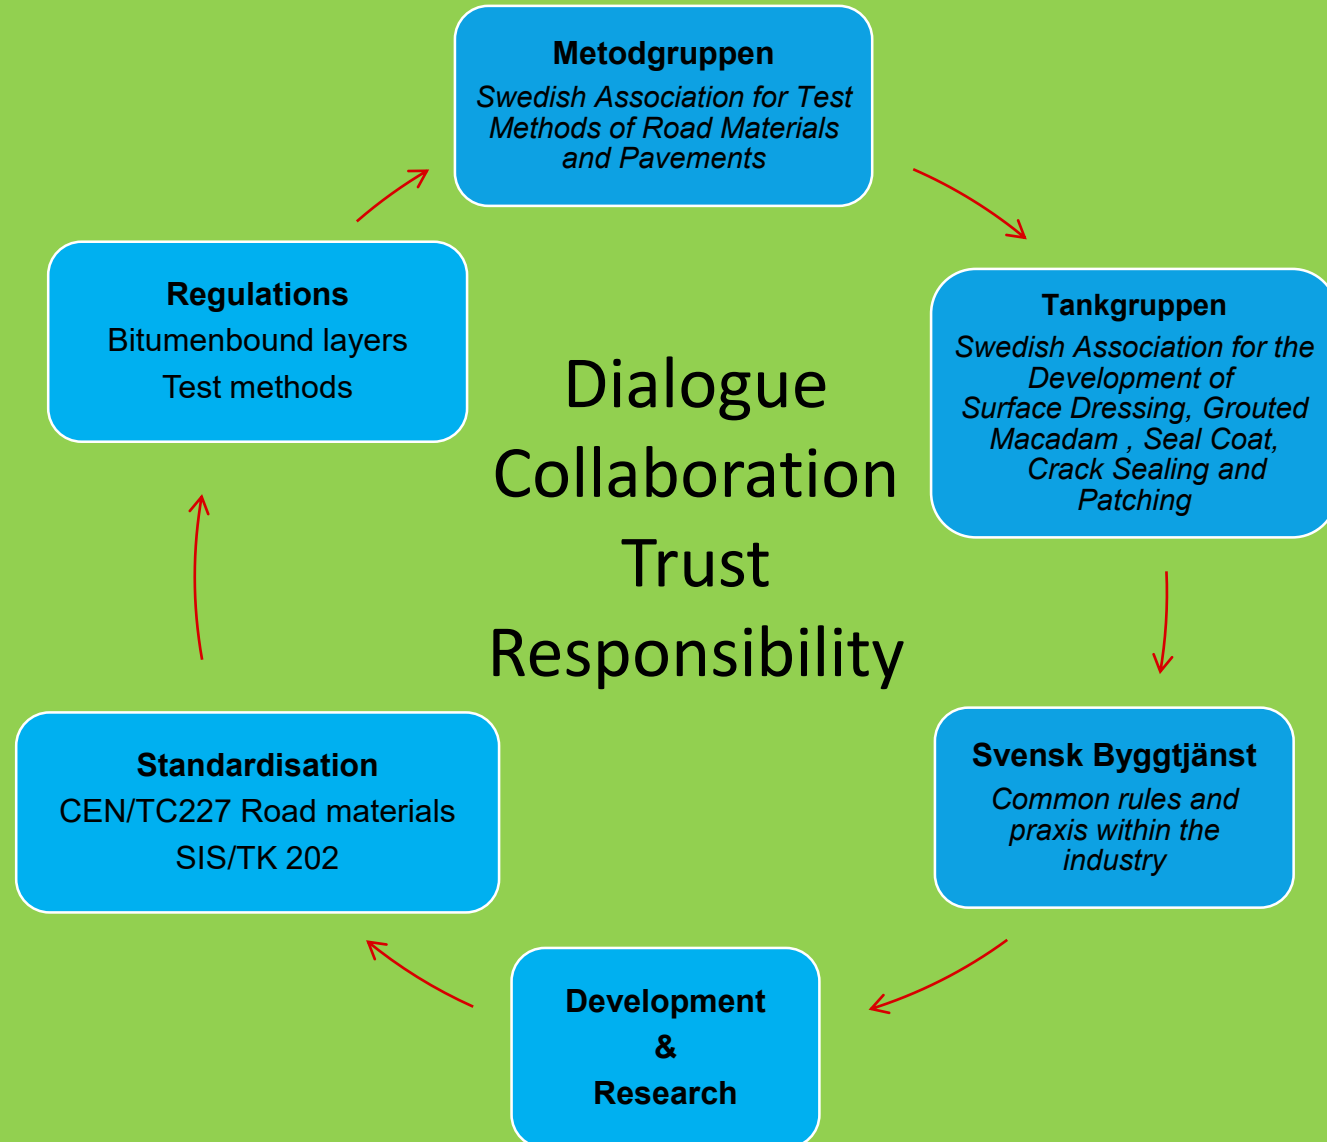 Metodgruppen
Swedish Association for Test
Methods of Road Materials
and Pavements
Tankgruppen
Swedish Association for the
Development of
Surface Dressing, Grouted
Macadam , Seal Coat,
Crack Sealing and
Patching
Svensk Byggtjänst
Common rules and
praxis within the
industry
Development
&
Research
Standardisation
CEN/TC227 Road materials
SIS/TK 202
Regulations
Bitumenbound layers
Test methods
Dialogue
Collaboration
Trust
Responsibility